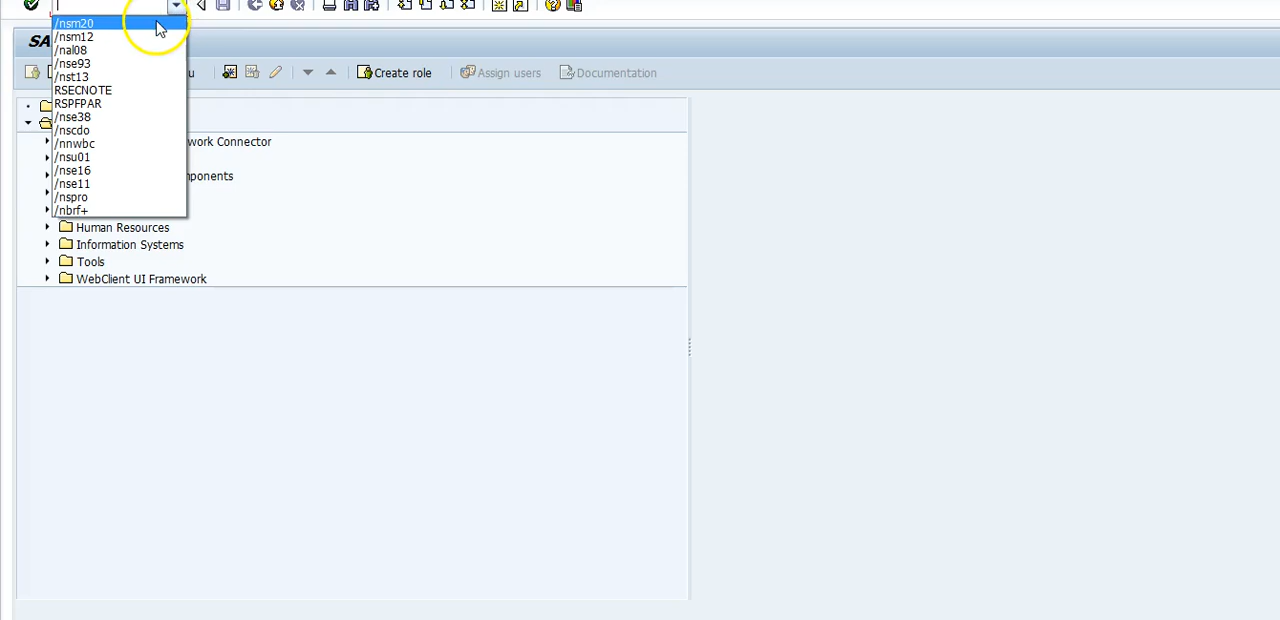 /nsm20
/nsm12
SA
/nal08
/nse93
/nst13
u
Create role
Assign users
Documentation
RSECNOTE
RSPFPAR
/nse38
/nscdo
/nnwbc
work Connector
/nsu01
/nse16
ponents
/nse11
/nspro
/nbrf+
Human Resources
Information Systems
Tools
WebClient UI Framework